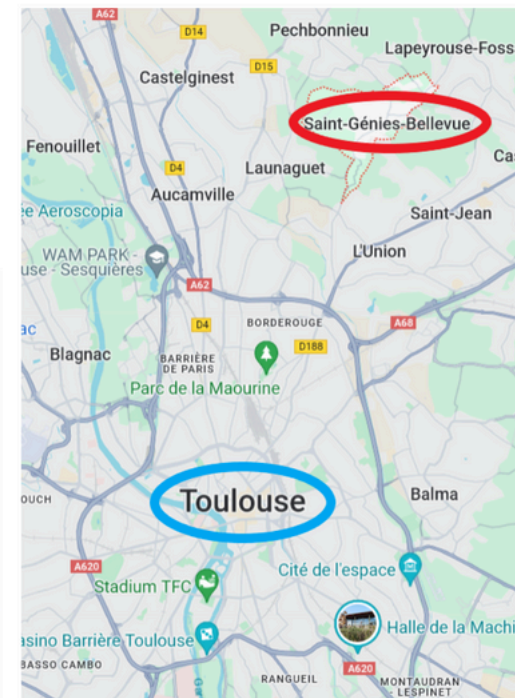 A62
D14
Pechbonnieu
Lapeyrouse-Foss
D15
Castelginest
Saint-Génies-Bellevue
Fenouillet
D4
Launaguet
Cas
Aucamville
ée Aeroscopia
Saint-Jean
WAM PARK -
use - Sesquières
L'Union
A62
ac
D4
BORDEROUGE
A68
Blagnac
BARRIÈRE
DE PARIS
D188
Parc de la Maourine
OUCH
Toulouse
Balma
A620
Cité de l'espace
Stadium TFC
asino Barrière Toulouse
Halle de la Machi
BASSO CAMBO
RANGUEIL
A620
MONTAUDRAN
- LESPINET